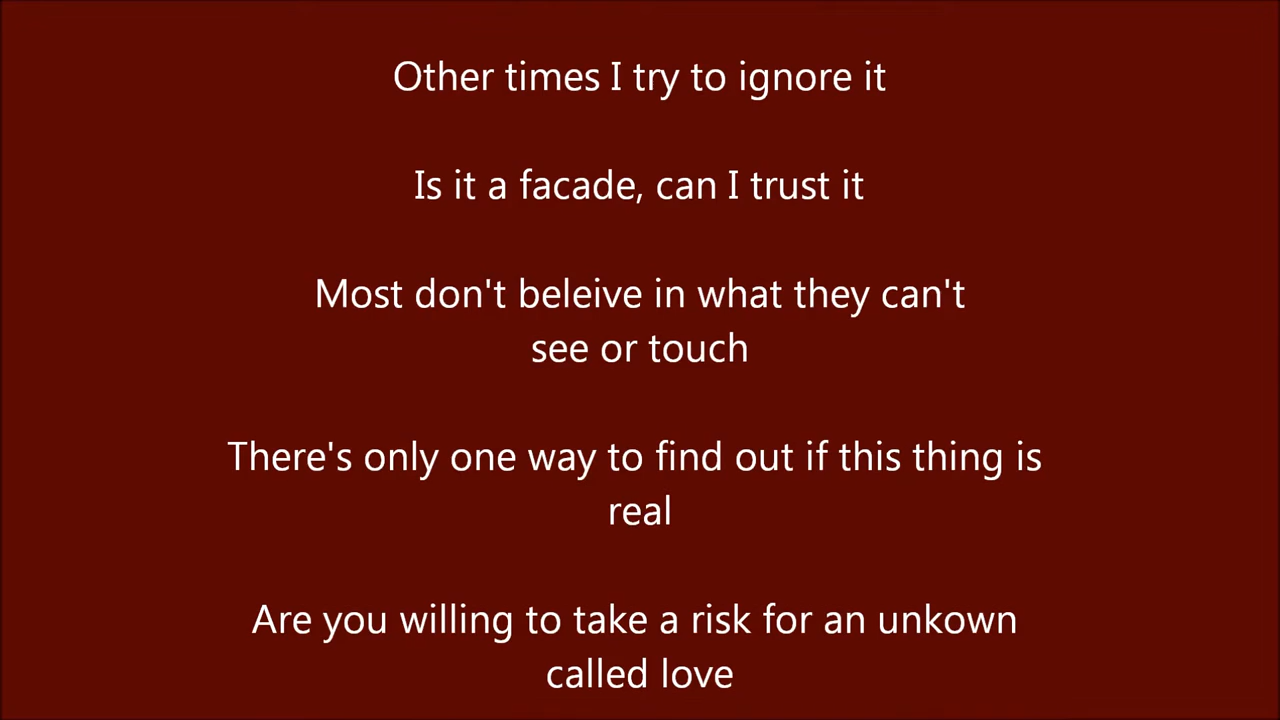 Other times I try to ignore it
Is it a facade, can I trust it
Most don't beleive in what they can't
see or touch
There's only one way to find out if this thing is
real
Are you willing to take a risk for an unkown
called love